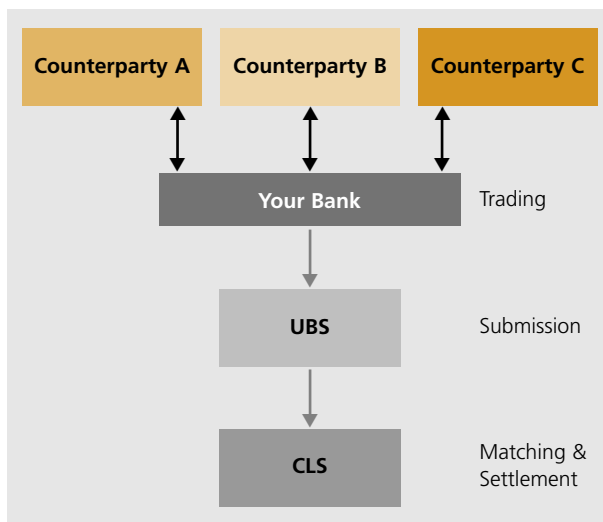 Counterparty A
Counterparty B
Counterparty C
Your Bank
Trading
UBS
Submission
CLS
Matching &
Settlement